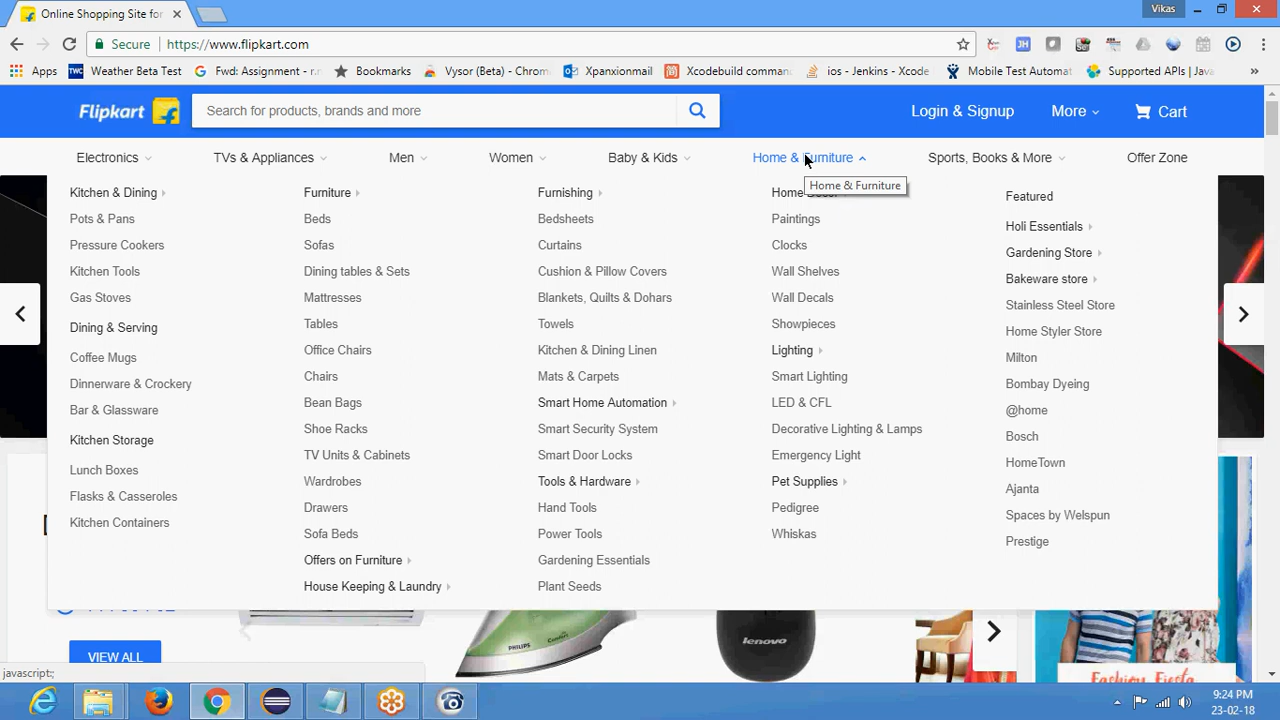 Online Shopping Site for
Vikas
Secure
https://www.flipkart.com
Apps
Weather Beta Test
Fwd: Assignment - r.n
Bookmarks
Vysor (Beta) - Chrom
Xpanxionmail
Xcodebuild comman
ios - Jenkins - Xcode
Mobile Test Automat
Supported APIs | Java
Flipkart
Search for products, brands and more
Login & Signup
More
Cart
Electronics
TVs & Appliances
Men
Women
Baby & Kids
Home & Furniture
Sports, Books & More
Offer Zone
Home & Furniture
Kitchen & Dining
Pots & Pans
Pressure Cookers
Kitchen Tools
Gas Stoves
Dining & Serving
Coffee Mugs
Dinnerware & Crockery
Bar & Glassware
Kitchen Storage
Lunch Boxes
Flasks & Casseroles
Kitchen Containers
Furniture
Beds
Sofas
Dining tables & Sets
Mattresses
Tables
Office Chairs
Chairs
Bean Bags
Shoe Racks
TV Units & Cabinets
Wardrobes
Drawers
Sofa Beds
Offers on Furniture
House Keeping & Laundry
Furnishing
Bedsheets
Curtains
Cushion & Pillow Covers
Blankets, Quilts & Dohars
Towels
Kitchen & Dining Linen
Mats & Carpets
Smart Home Automation
Smart Security System
Smart Door Locks
Tools & Hardware
Hand Tools
Power Tools
Gardening Essentials
Plant Seeds
Home
Paintings
Clocks
Wall Shelves
Wall Decals
Showpieces
Lighting
Smart Lighting
LED & CFL
Decorative Lighting & Lamps
Emergency Light
Pet Supplies
Pedigree
Whiskas
Featured
Holi Essentials
Gardening Store
Bakeware store
Stainless Steel Store
Home Styler Store
Milton
Bombay Dyeing
@home
Bosch
HomeTown
Ajanta
Spaces by Welspun
Prestige
VIEW ALL
PHILIPS
lenovo
Fashion Fiesta
javascript:;
9:24 PM
23-02-18